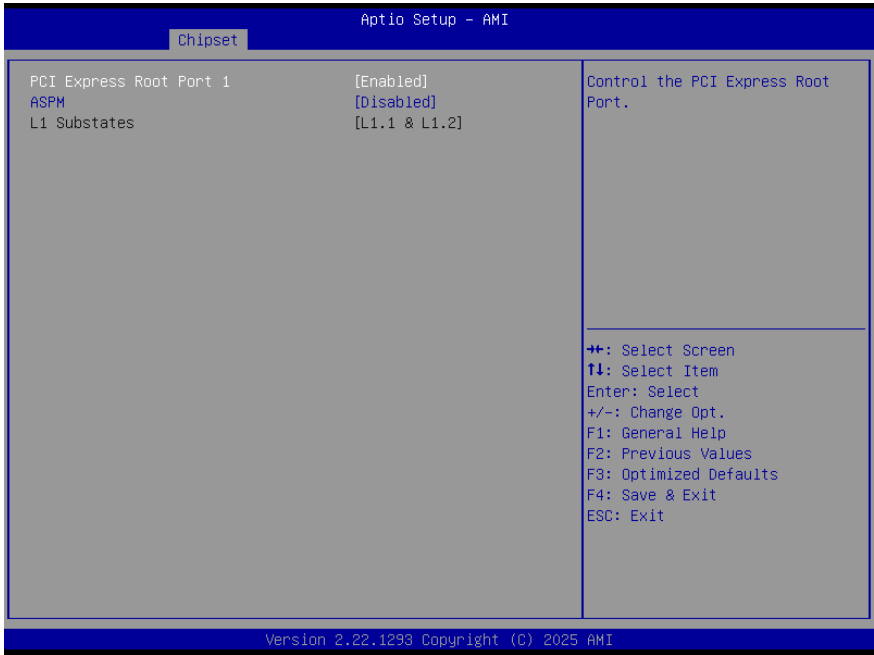 Aptio Setup – AMI
Chipset
PCI Express Root Port 1 [Enabled]
ASPM [Disabled]
L1 Substates [L1.1 & L1.2]
Control the PCI Express Root
Port.
→←: Select Screen
↑↓: Select Item
Enter: Select
+/-: Change Opt.
F1: General Help
F2: Previous Values
F3: Optimized Defaults
F4: Save & Exit
ESC: Exit
Version 2.22.1293 Copyright (C) 2025 AMI